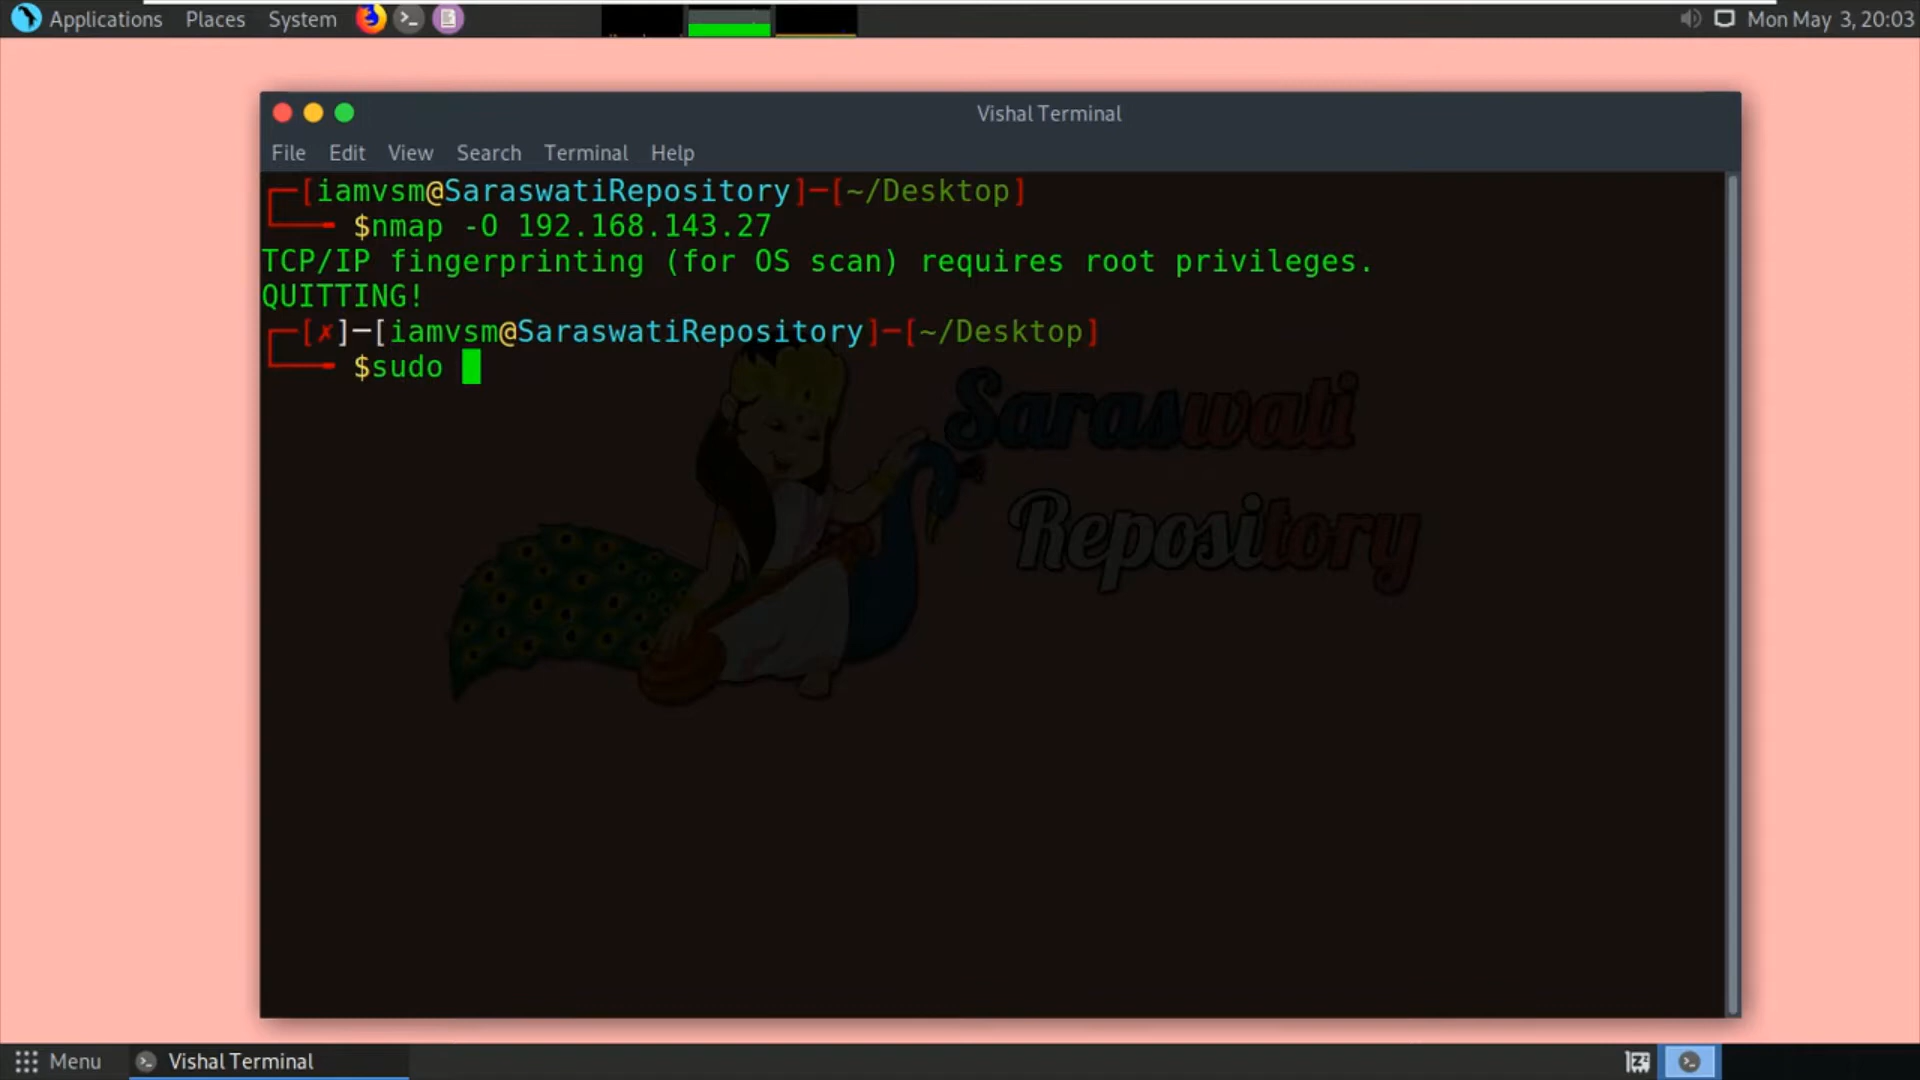 Applications Places System Mon May 3, 20:03
Vishal Terminal
File Edit View Search Terminal Help
[iamvsm@SaraswatiRepository]─[~/Desktop]
$nmap -O 192.168.143.27
TCP/IP fingerprinting (for OS scan) requires root privileges.
QUITTING!
[✗]─[iamvsm@SaraswatiRepository]─[~/Desktop]
$sudo
Saraswati
Repository
Menu Vishal Terminal